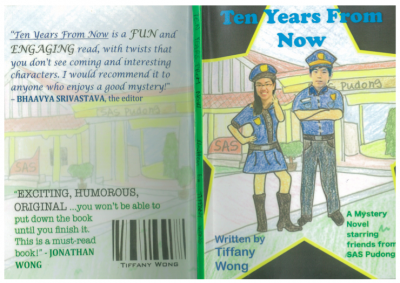 "Ten Years From Now is a FUN and
ENGAGING read, with twists that
you don't see coming and interesting
characters. I would recommend it to
anyone who enjoys a good mystery!"
– BHAAVYA SRIVASTAVA, the editor
SAS Pudong
SAS
"EXCITING, HUMOROUS,
ORIGINAL ...you won't be able to
put down the book
until you finish it.
This is a must-read
book!" - JONATHAN
WONG
TIFFANY WONG
Ten Years From
Now
Pudong
SAS
Written by
Tiffany
Wong
A Mystery
Novel
starring
friends from
SAS Pudong